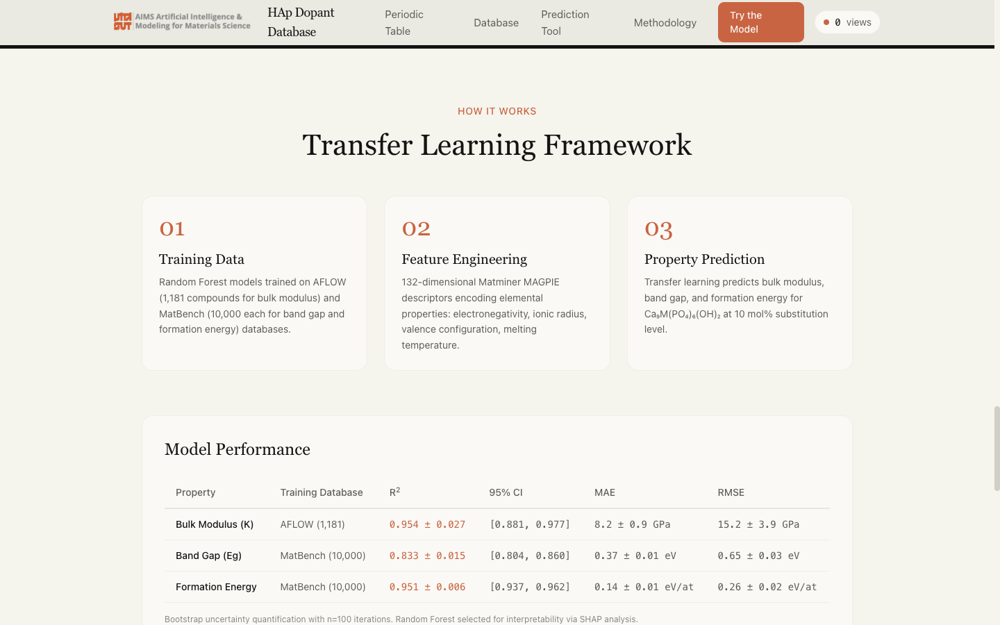 AIMS Artificial Intelligence &
Modeling for Materials Science
HAp Dopant
Database
Periodic
Table
Database
Prediction
Tool
Methodology
Try the
Model
0 views
HOW IT WORKS
Transfer Learning Framework
01
Training Data
Random Forest models trained on AFLOW
(1,181 compounds for bulk modulus) and
MatBench (10,000 each for band gap and
formation energy) databases.
02
Feature Engineering
132-dimensional Matminer MAGPIE
descriptors encoding elemental
properties: electronegativity, ionic radius,
valence configuration, melting
temperature.
03
Property Prediction
Transfer learning predicts bulk modulus,
band gap, and formation energy for
Ca₉M(PO₄)₆(OH)₂ at 10 mol% substitution
level.
Model Performance
Property Training Database R² 95% CI MAE RMSE
Bulk Modulus (K) AFLOW (1,181) 0.954 ± 0.027 [0.881, 0.977] 8.2 ± 0.9 GPa 15.2 ± 3.9 GPa
Band Gap (Eg) MatBench (10,000) 0.833 ± 0.015 [0.804, 0.860] 0.37 ± 0.01 eV 0.65 ± 0.03 eV
Formation Energy MatBench (10,000) 0.951 ± 0.006 [0.937, 0.962] 0.14 ± 0.01 eV/at 0.26 ± 0.02 eV/at
Bootstrap uncertainty quantification with n=100 iterations. Random Forest selected for interpretability via SHAP analysis.